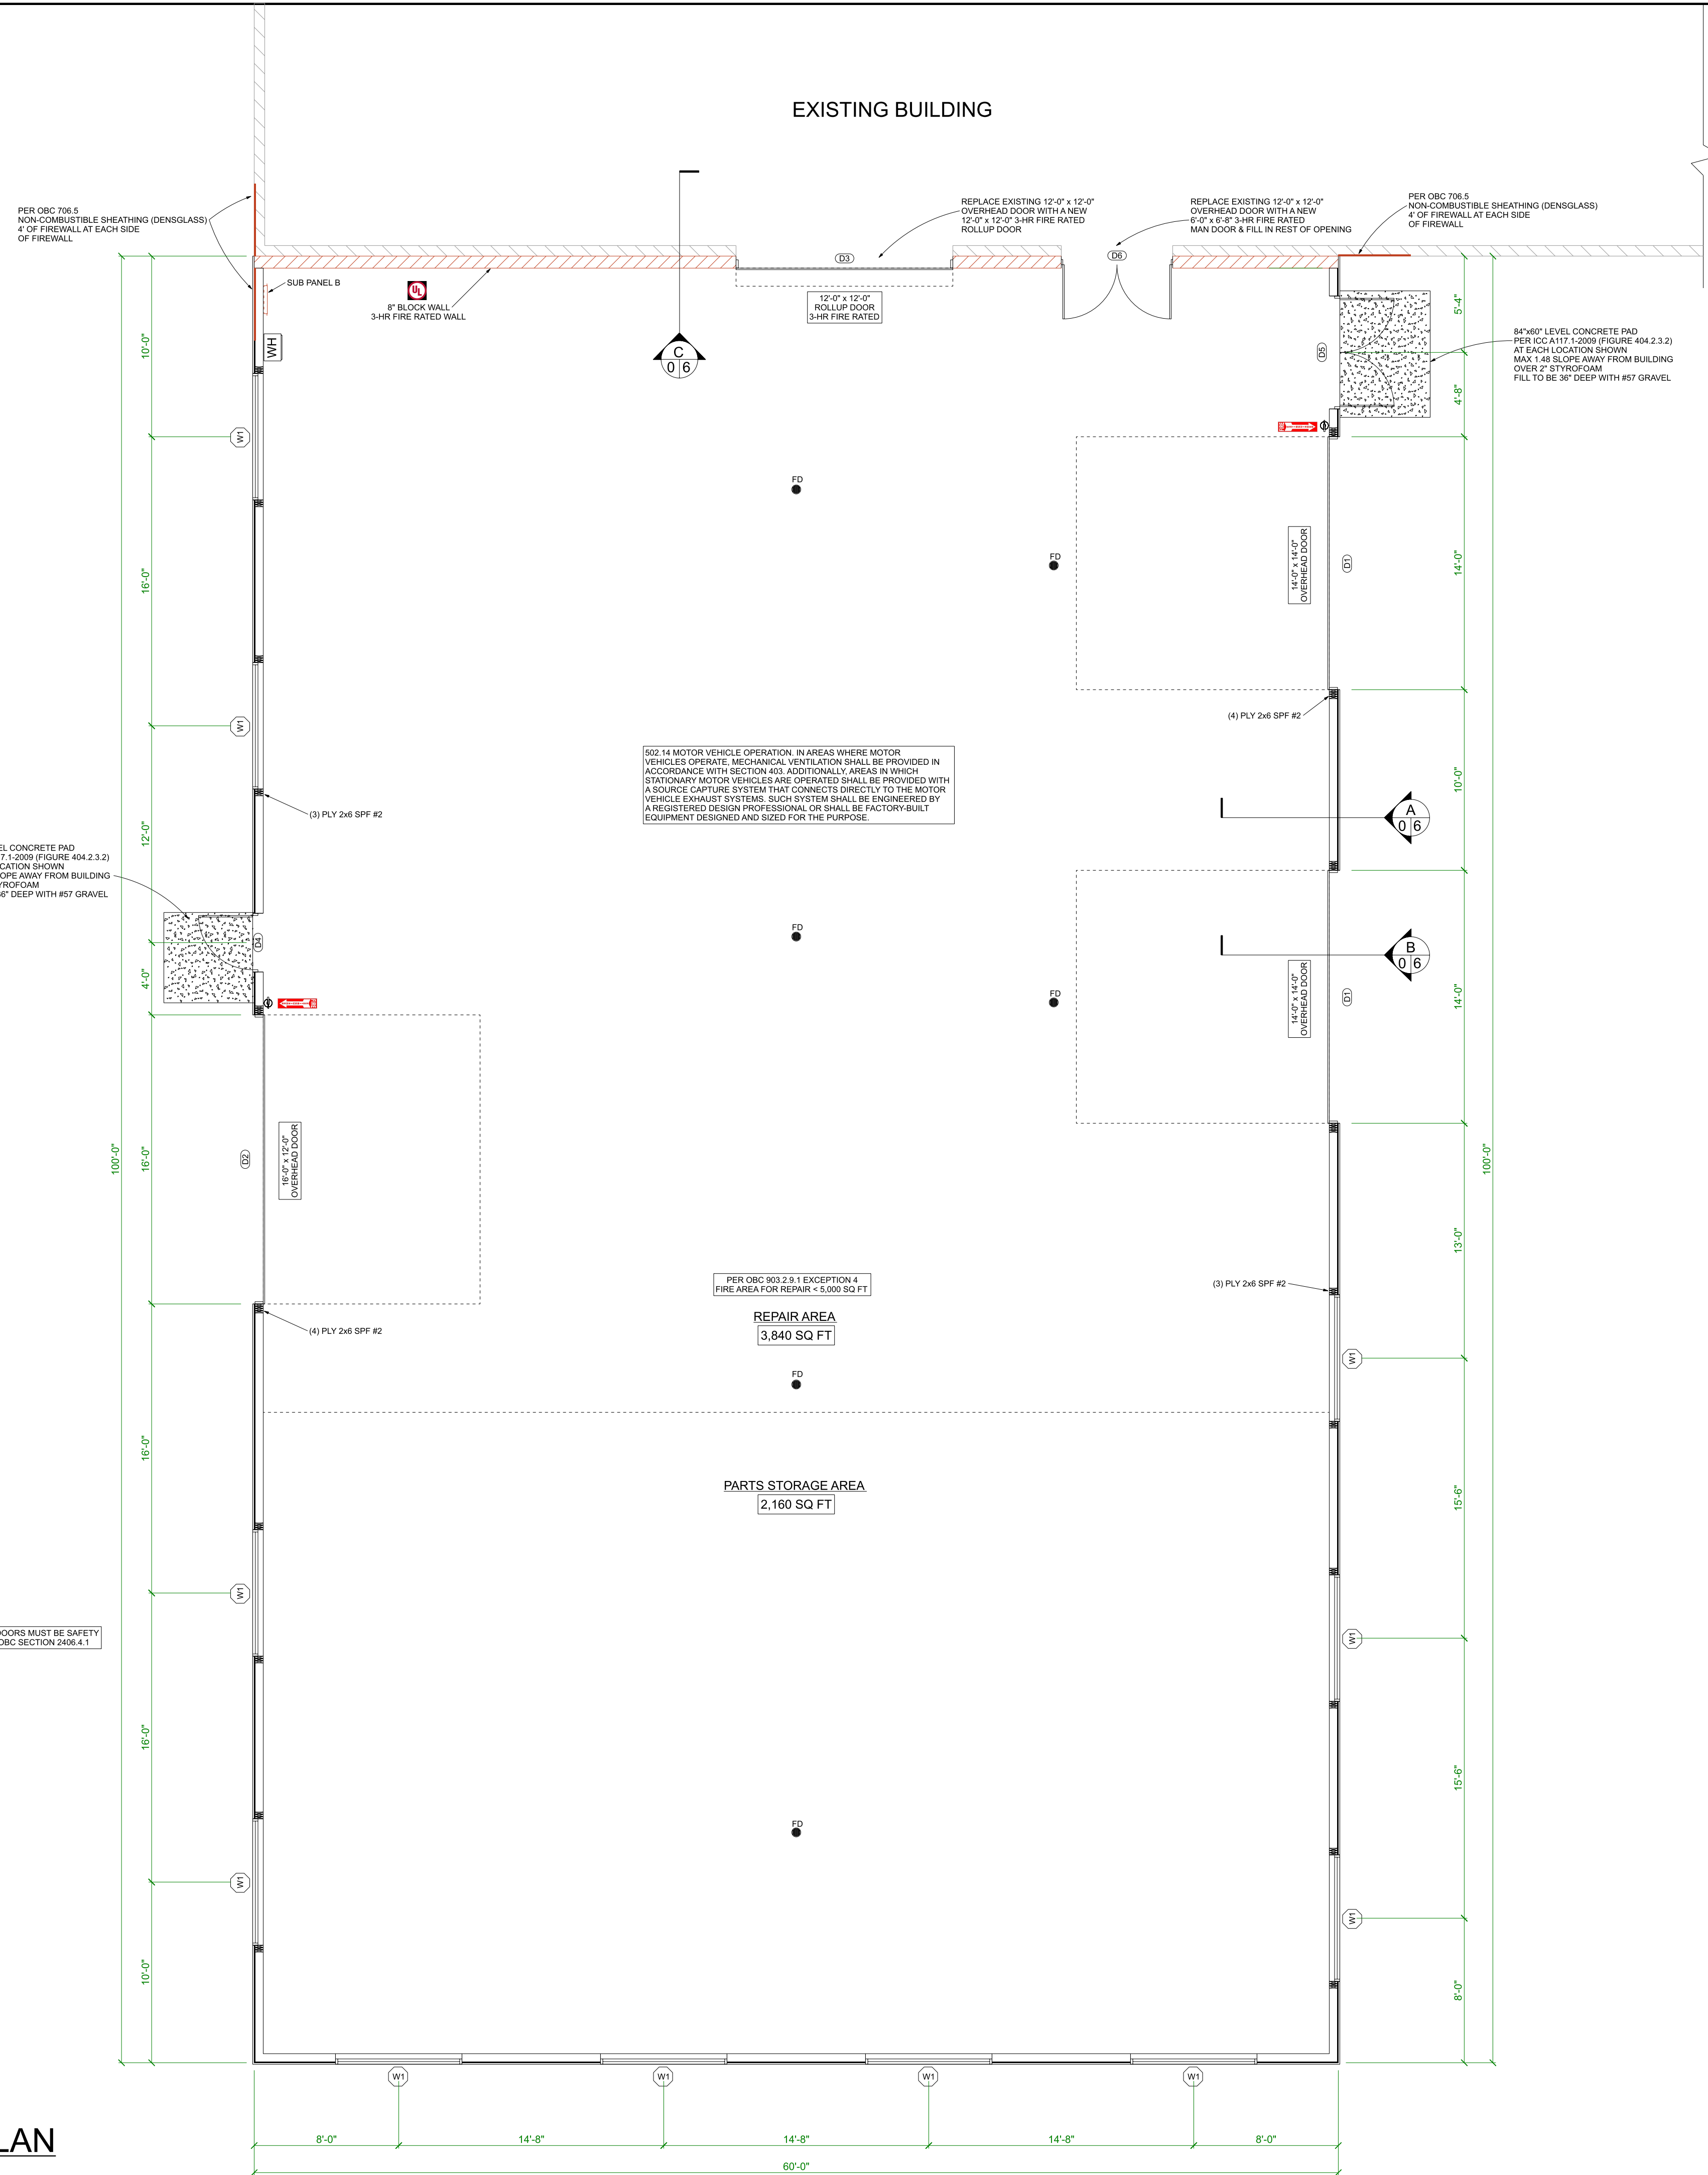 EXISTING BUILDING
PER OBC 706.5
NON-COMBUSTIBLE SHEATHING (DENSGLASS)
4' OF FIREWALL AT EACH SIDE
OF FIREWALL
REPLACE EXISTING 12'-0" x 12'-0"
OVERHEAD DOOR WITH A NEW
12'-0" x 12'-0" 3-HR FIRE RATED
ROLLUP DOOR
REPLACE EXISTING 12'-0" x 12'-0"
OVERHEAD DOOR WITH A NEW
6'-0" x 6'-8" 3-HR FIRE RATED
MAN DOOR & FILL IN REST OF OPENING
PER OBC 706.5
NON-COMBUSTIBLE SHEATHING (DENSGLASS)
4' OF FIREWALL AT EACH SIDE
OF FIREWALL
D3
D6
SUB PANEL B
UL
8" BLOCK WALL
3-HR FIRE RATED WALL
12'-0" x 12'-0"
ROLLUP DOOR
3-HR FIRE RATED
WH
C
0 6
D5
84"x60" LEVEL CONCRETE PAD
PER ICC A117.1-2009 (FIGURE 404.2.3.2)
AT EACH LOCATION SHOWN
MAX 1.48 SLOPE AWAY FROM BUILDING
OVER 2" STYROFOAM
FILL TO BE 36" DEEP WITH #57 GRAVEL
5'-4"
4'-8"
10'-0"
W1
FD
FD
14'-0" x 14'-0"
OVERHEAD DOOR
D1
14'-0"
16'-0"
W1
(4) PLY 2x6 SPF #2
502.14 MOTOR VEHICLE OPERATION. IN AREAS WHERE MOTOR
VEHICLES OPERATE, MECHANICAL VENTILATION SHALL BE PROVIDED IN
ACCORDANCE WITH SECTION 403. ADDITIONALLY, AREAS IN WHICH
STATIONARY MOTOR VEHICLES ARE OPERATED SHALL BE PROVIDED WITH
A SOURCE CAPTURE SYSTEM THAT CONNECTS DIRECTLY TO THE MOTOR
VEHICLE EXHAUST SYSTEMS. SUCH SYSTEM SHALL BE ENGINEERED BY
A REGISTERED DESIGN PROFESSIONAL OR SHALL BE FACTORY-BUILT
EQUIPMENT DESIGNED AND SIZED FOR THE PURPOSE.
(3) PLY 2x6 SPF #2
10'-0"
A
0 6
12'-0"
EL CONCRETE PAD
7.1-2009 (FIGURE 404.2.3.2)
CATION SHOWN
OPE AWAY FROM BUILDING
YROFOAM
36" DEEP WITH #57 GRAVEL
D4
4'-0"
FD
FD
B
0 6
14'-0" x 14'-0"
OVERHEAD DOOR
D1
14'-0"
100'-0"
16'-0"
D2
16'-0" x 12'-0"
OVERHEAD DOOR
100'-0"
13'-0"
PER OBC 903.2.9.1 EXCEPTION 4
FIRE AREA FOR REPAIR < 5,000 SQ FT
REPAIR AREA
3,840 SQ FT
(3) PLY 2x6 SPF #2
(4) PLY 2x6 SPF #2
W1
FD
16'-0"
PARTS STORAGE AREA
2,160 SQ FT
15'-6"
W1
DOORS MUST BE SAFETY
OBC SECTION 2406.4.1
W1
16'-0"
15'-6"
FD
W1
W1
10'-0"
8'-0"
W1
W1
W1
W1
8'-0"
14'-8"
14'-8"
14'-8"
8'-0"
60'-0"
LAN